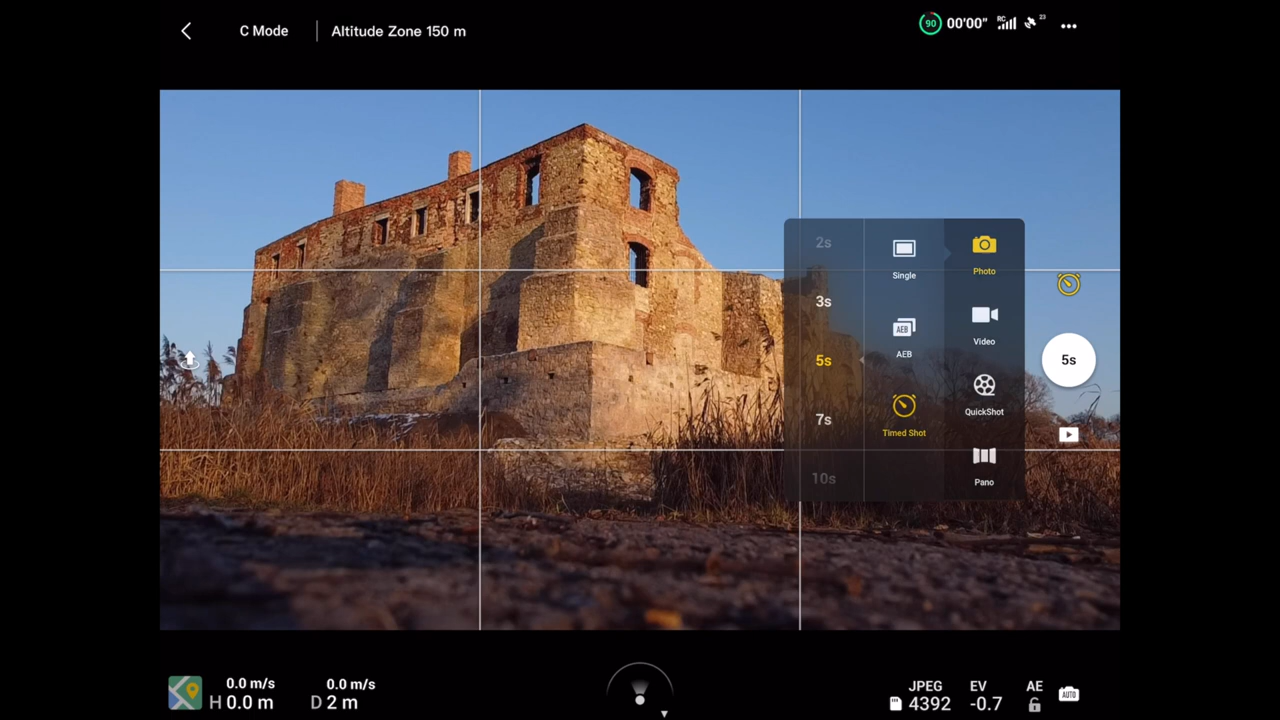 C Mode
Altitude Zone 150 m
90
00'00"
RC
23
2s
3s
5s
7s
10s
Single
AEB
AEB
Timed Shot
Photo
Video
QuickShot
Pano
5s
0.0 m/s
H 0.0 m
0.0 m/s
D 2 m
JPEG
4392
EV
-0.7
AE
AUTO